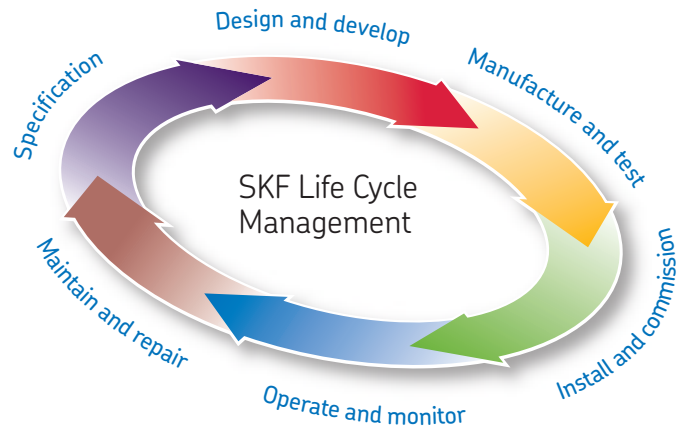 Design and develop
Manufacture and test
Specification
SKF Life Cycle
Management
Install and commission
Maintain and repair
Operate and monitor